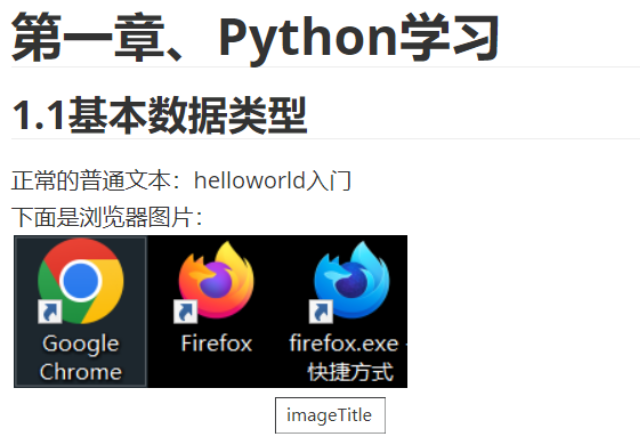 第一章、Python学习
1.1基本数据类型
正常的普通文本：helloworld入门
下面是浏览器图片：
Google Chrome
Firefox
firefox.exe - 快捷方式
imageTitle